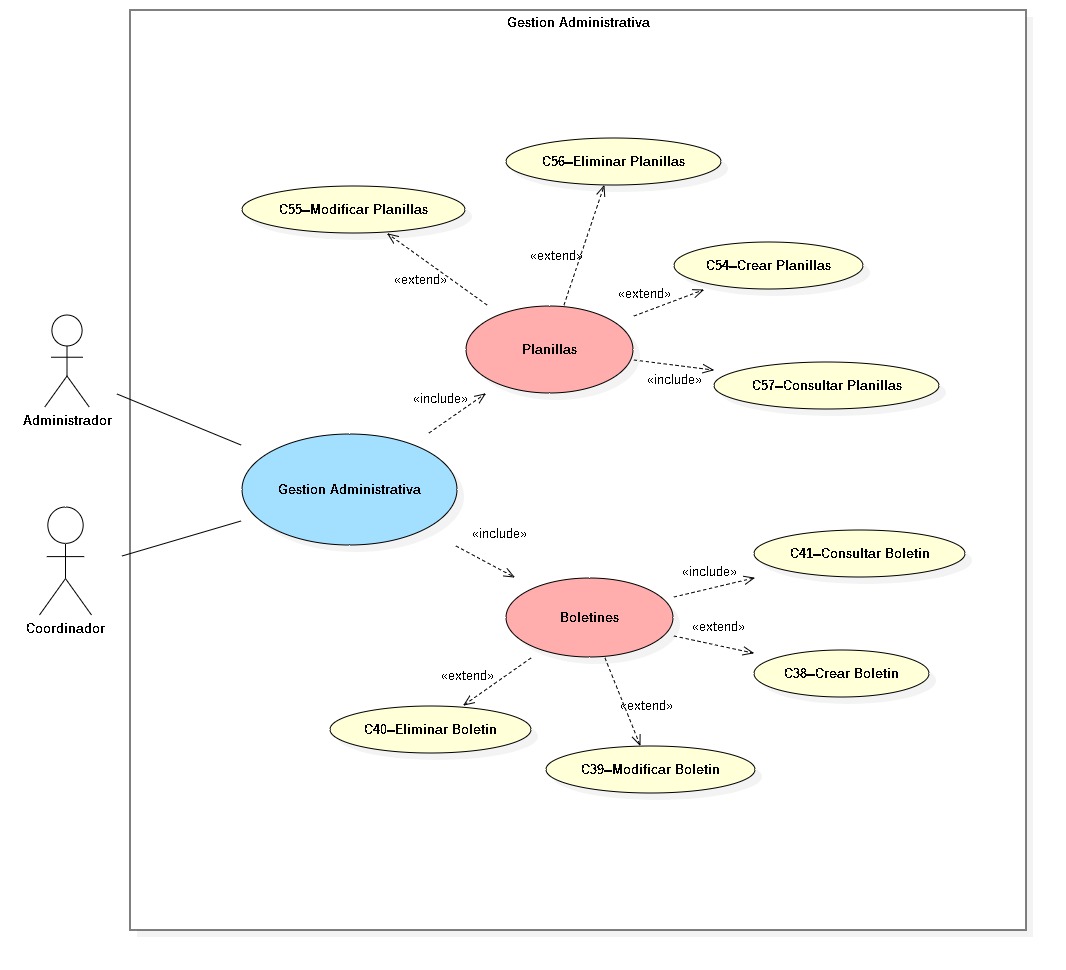 Gestion Administrativa
C56–Eliminar Planillas
C55–Modificar Planillas
«extend»
C54–Crear Planillas
«extend»
«extend»
Planillas
«include»
C57–Consultar Planillas
«include»
Administrador
Gestion Administrativa
«include»
C41–Consultar Boletin
«include»
Boletines
«extend»
Coordinador
«extend»
C38–Crear Boletin
«extend»
C40–Eliminar Boletin
C39–Modificar Boletin